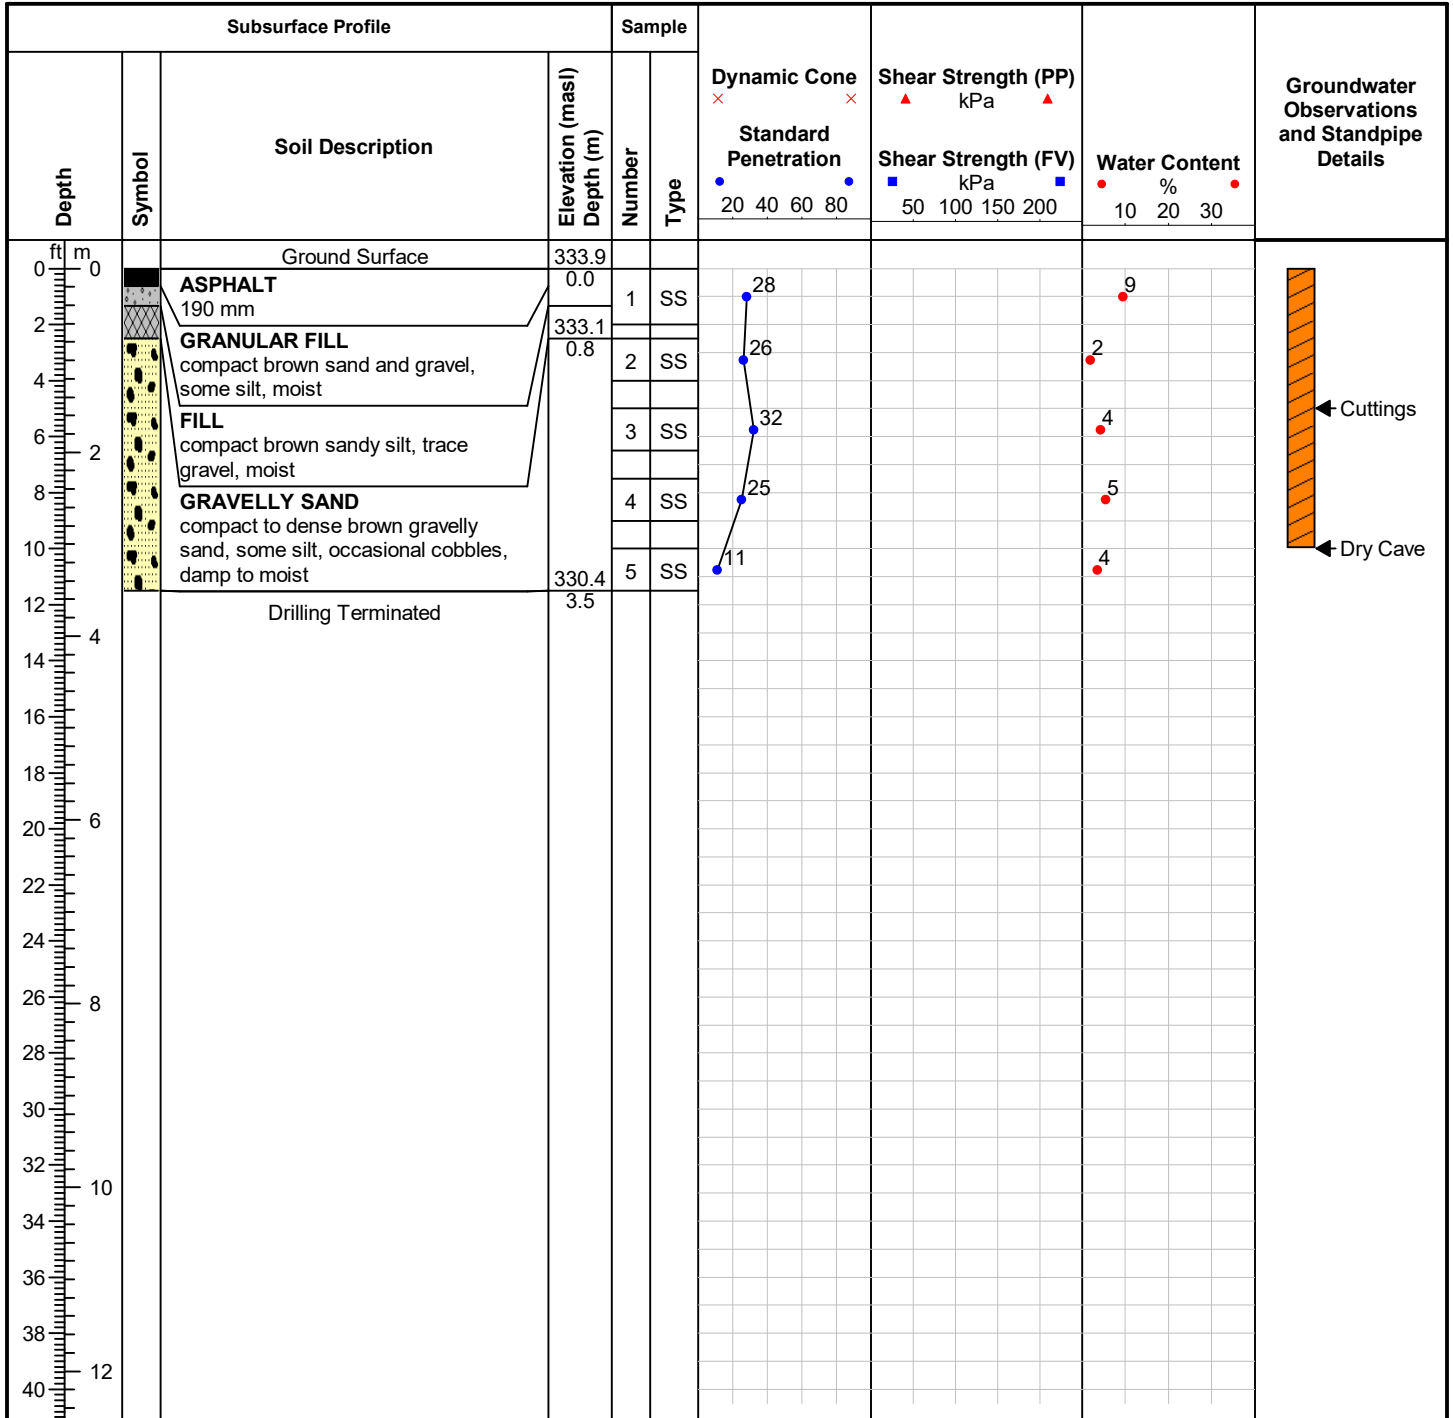 Subsurface Profile
Sample
Depth
Symbol
Soil Description
Elevation (masl)
Depth (m)
Number
Type
Dynamic Cone
Standard
Penetration
20 40 60 80
Shear Strength (PP)
kPa
Shear Strength (FV)
kPa
50 100 150 200
Water Content
%
10 20 30
Groundwater
Observations
and Standpipe
Details
ft m
Ground Surface
333.9
0.0
ASPHALT
190 mm
333.1
0.8
GRANULAR FILL
compact brown sand and gravel,
some silt, moist
FILL
compact brown sandy silt, trace
gravel, moist
GRAVELLY SAND
compact to dense brown gravelly
sand, some silt, occasional cobbles,
damp to moist
330.4
3.5
Drilling Terminated
1 SS 28 9
2 SS 26 2
3 SS 32 4
4 SS 25 5
5 SS 11 4
Cuttings
Dry Cave
0 0
2
4
6
2
8
10
12
4
14
16
18
6
20
22
24
26
8
28
30
32
10
34
36
38
12
40